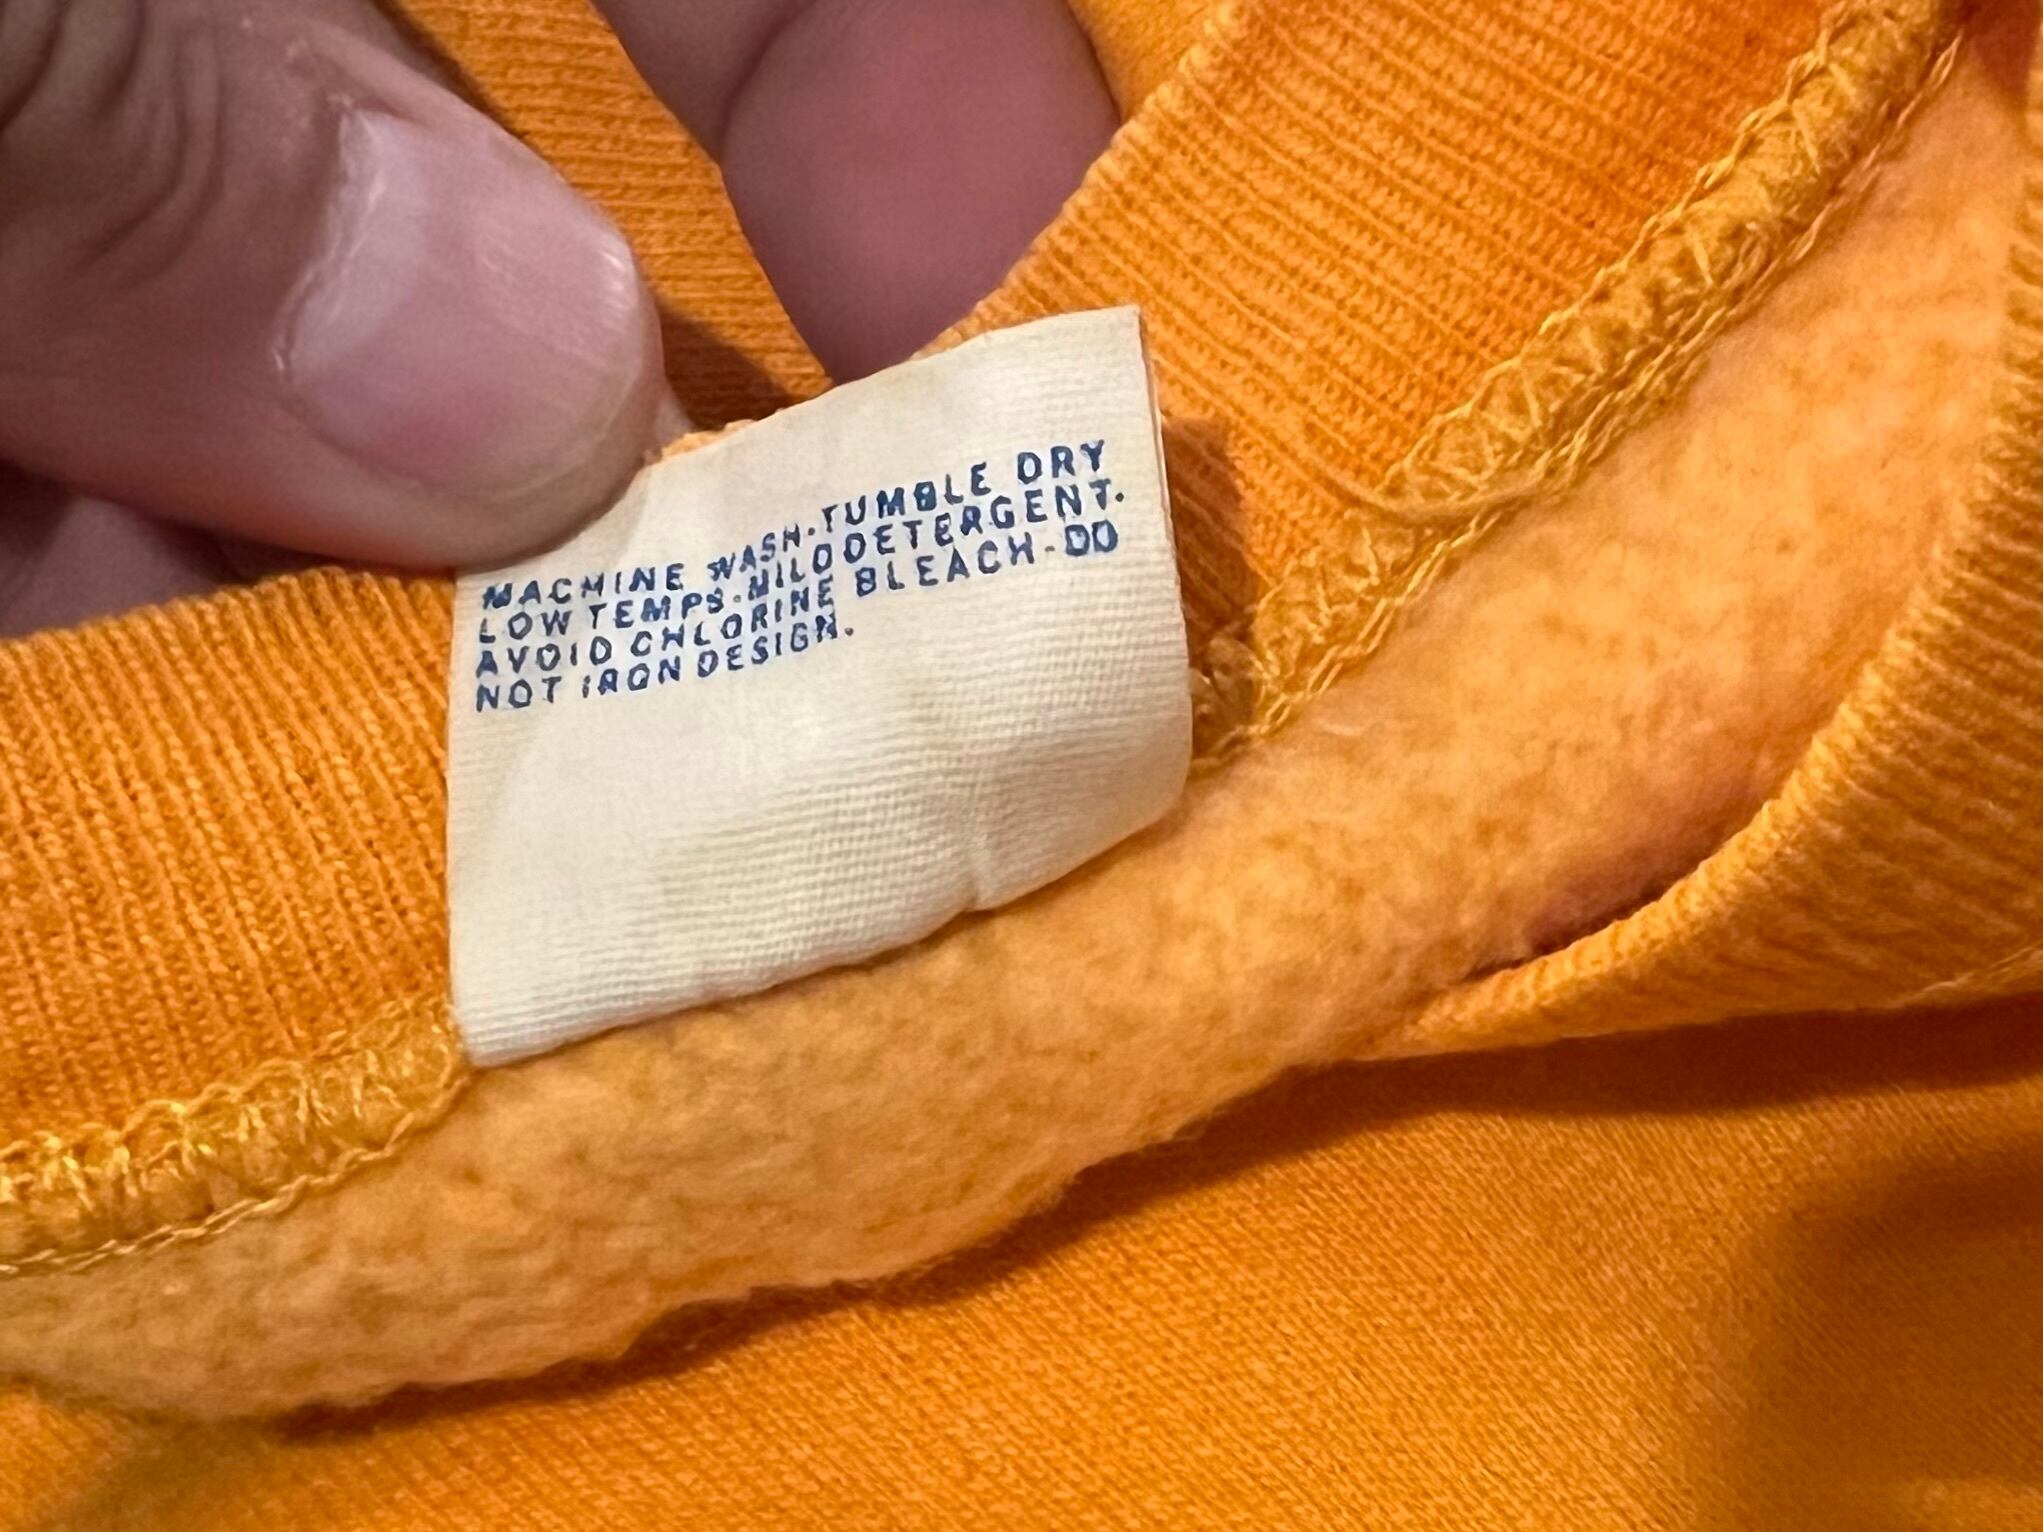 MACHINE WASH-TUMBLE DRY
LOW TEMPS-MILD DETERGENT.
AVOID CHLORINE BLEACH-DO
NOT IRON DESIGN.